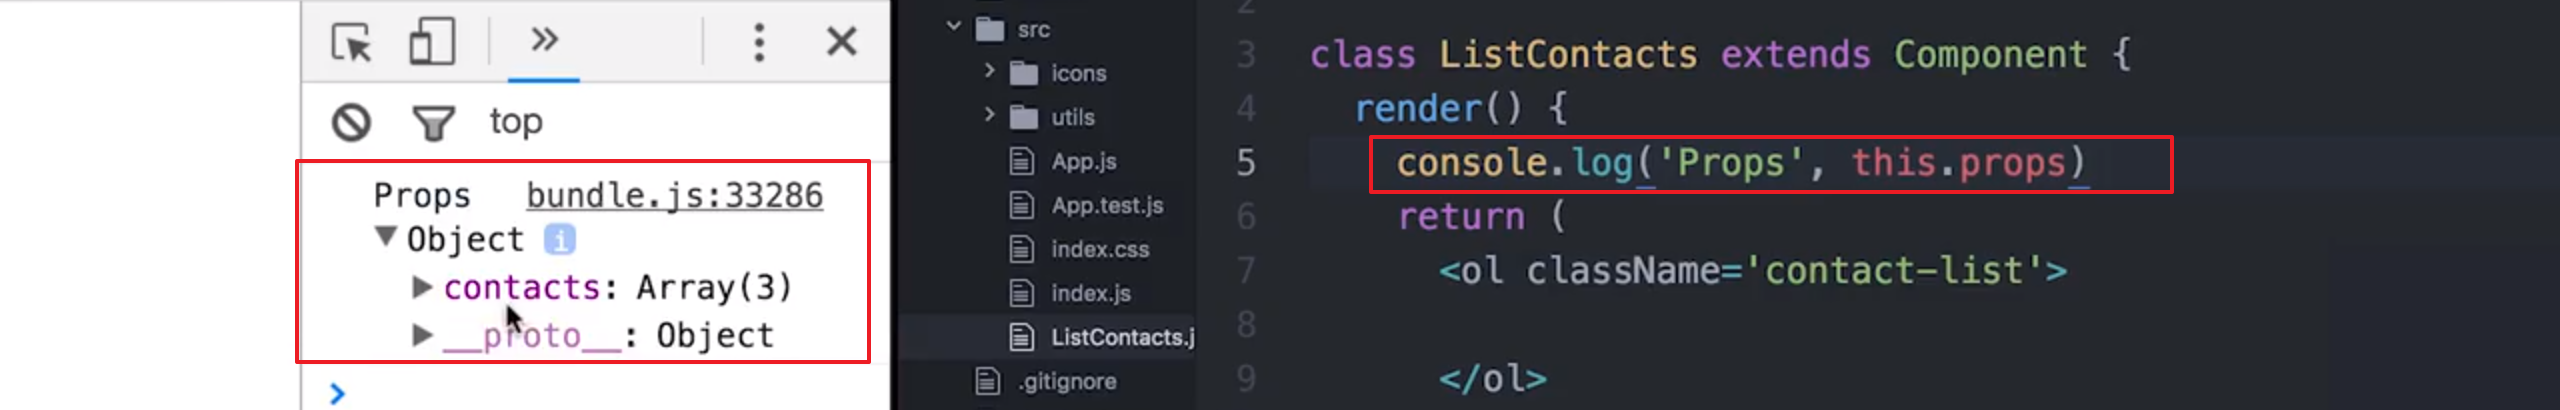 top
Props bundle.js:33286
Object i
contacts: Array(3)
__proto__: Object
src
icons
utils
App.js
App.test.js
index.css
index.js
ListContacts.j
.gitignore
2
3 class ListContacts extends Component {
4 render() {
5 console.log('Props', this.props)
6 return (
7 <ol className='contact-list'>
8
9 </ol>